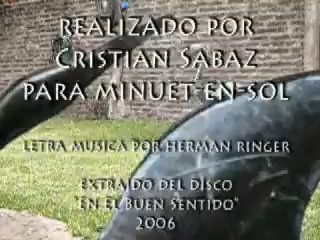 REALIZADO POR
CRISTIAN SABAZ
PARA MINUET-EN-SOL
LETRA MUSICA POR HERMAN RINGER
EXTRAIDO DEL DISCO
"EN EL BUEN SENTIDO"
2006